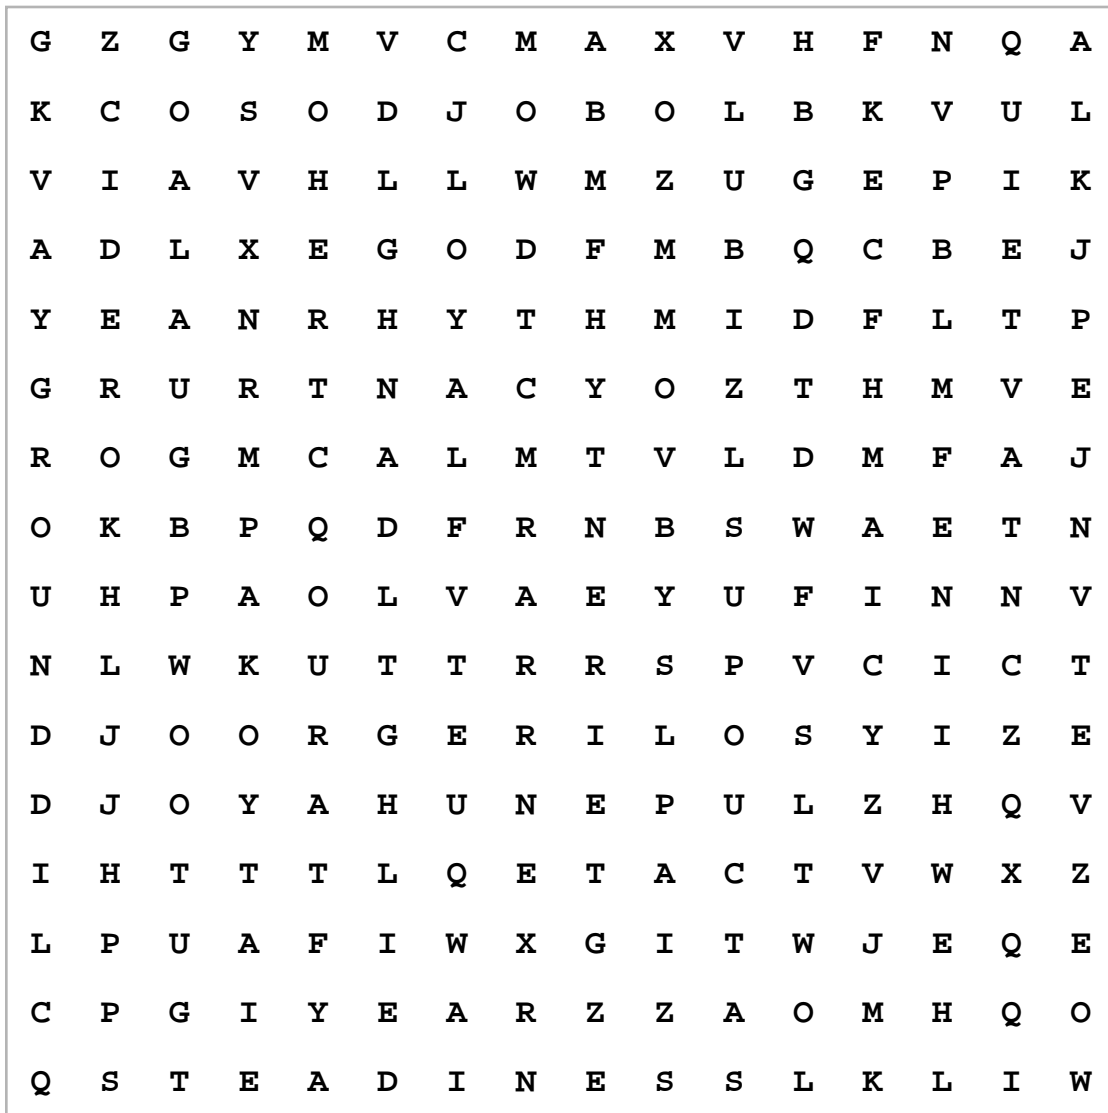 G Z G Y M V C M A X V H F N Q A
K C O S O D J O B O L B K V U L
V I A V H L L W M Z U G E P I K
A D L X E G O D F M B Q C B E J
Y E A N R H Y T H M I D F L T P
G R U R T N A C Y O Z T H M V E
R O G M C A L M T V L D M F A J
O K B P Q D F R N B S W A E T N
U H P A O L V A E Y U F I N N V
N L W K U T T R R S P V C I C T
D J O O R G E R I L O S Y I Z E
D J O Y A H U N E P U L Z H Q V
I H T T T L Q E T A C T V W X Z
L P U A F I W X G I T W J E Q E
C P G I Y E A R Z Z A O M H Q O
Q S T E A D I N E S S L K L I W